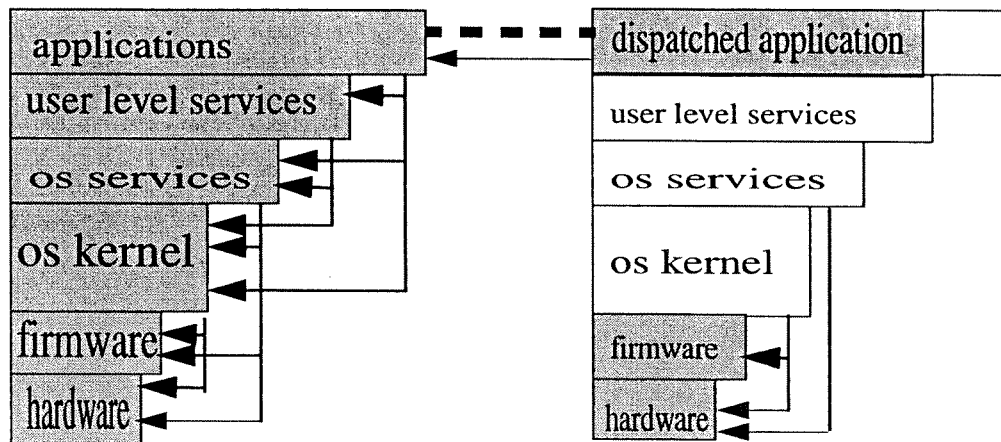 applications
user level services
os services
os kernel
firmware
hardware
dispatched application
user level services
os services
os kernel
firmware
hardware